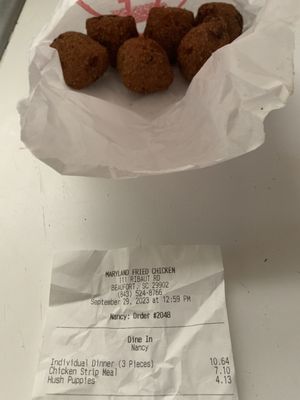 MARYLAND FRIED CHICKEN
111 RIBAUT RD
BEAUFORT, SC 29902
(843) 524-8766
September 29, 2023 at 12:59 PM
Nancy: Order #2048
Dine In
Nancy
Individual Dinner (3 Pieces) 10.64
Chicken Strip Meal 7.10
Hush Puppies 4.13